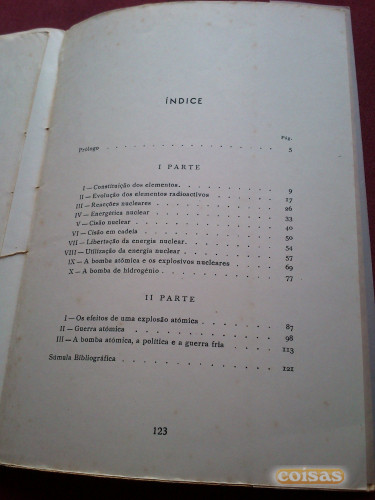 ÍNDICE
Pág.
Prólogo 5
I PARTE
I — Constituição dos elementos. 9
II — Evolução dos elementos radioactivos 17
III — Reacções nucleares 26
IV — Energética nuclear 33
V — Cisão nuclear 40
VI — Cisão em cadeia 50
VII — Libertação da energia nuclear 54
VIII — Utilização da energia nuclear 57
IX — A bomba atómica e os explosivos nucleares 69
X — A bomba de hidrogénio 77
II PARTE
I — Os efeitos de uma explosão atómica 87
II — Guerra atómica 98
III — A bomba atómica, a política e a guerra fria 113
Súmula Bibliográfica 121
123
coisas